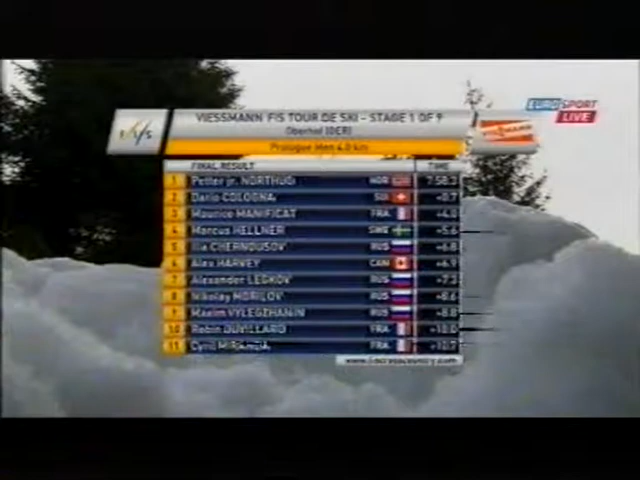 EUROSPORT
LIVE
F/I/S
VIESSMANN FIS TOUR DE SKI - STAGE 1 OF 9
Oberhof (GER)
Prologue Men 4.0 km
FINAL RESULT TIME
1 Petter jr. NORTHUG NOR 7:58.3
2 Dario COLOGNA SUI +0.7
3 Maurice MANIFICAT FRA +4.0
4 Marcus HELLNER SWE +5.6
5 Ilia CHERNOUSOV RUS +6.8
6 Alex HARVEY CAN +6.9
7 Alexander LEGKOV RUS +7.3
8 Nikolay MORILOV RUS +8.6
9 Maxim VYLEGZHANIN RUS +8.8
10 Robin DUVILLARD FRA +10.0
11 Cyril MIRANDA FRA +10.7